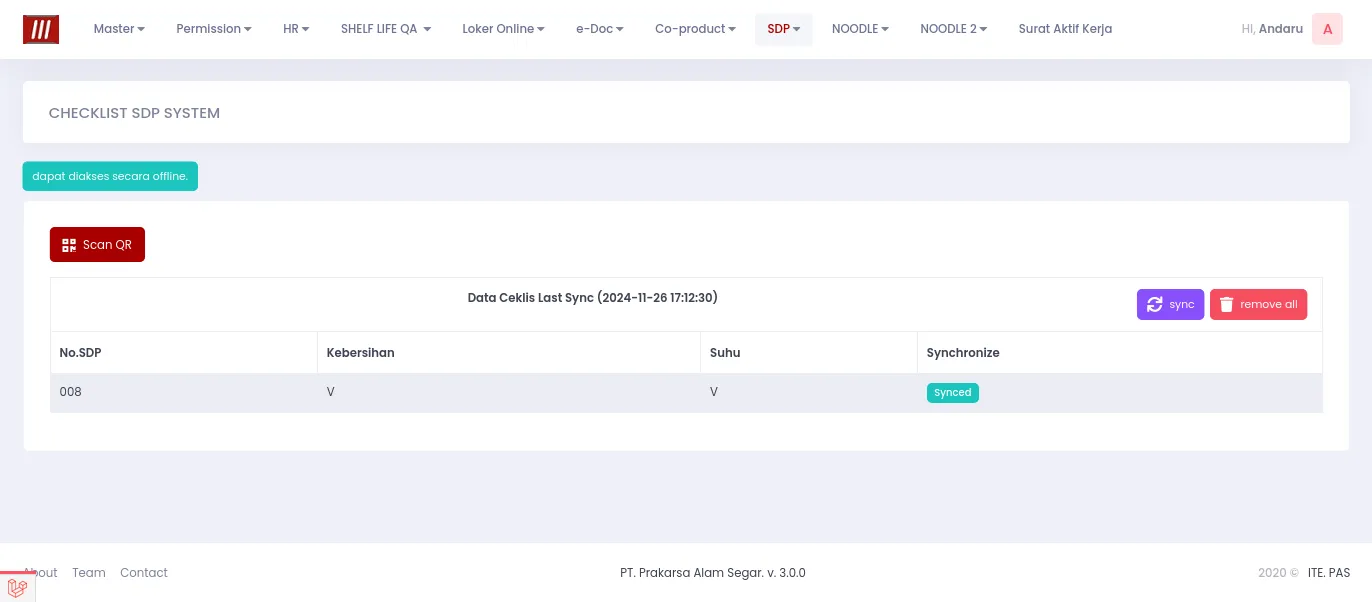 Master Permission HR SHELF LIFE QA Loker Online e-Doc Co-product SDP NOODLE NOODLE 2 Surat Aktif Kerja Hi, Andaru A
CHECKLIST SDP SYSTEM
dapat diakses secara offline.
Scan QR
Data Ceklis Last Sync (2024-11-26 17:12:30) sync remove all
No.SDP Kebersihan Suhu Synchronize
008 V V Synced
About Team Contact PT. Prakarsa Alam Segar. v. 3.0.0 2020 © ITE. PAS